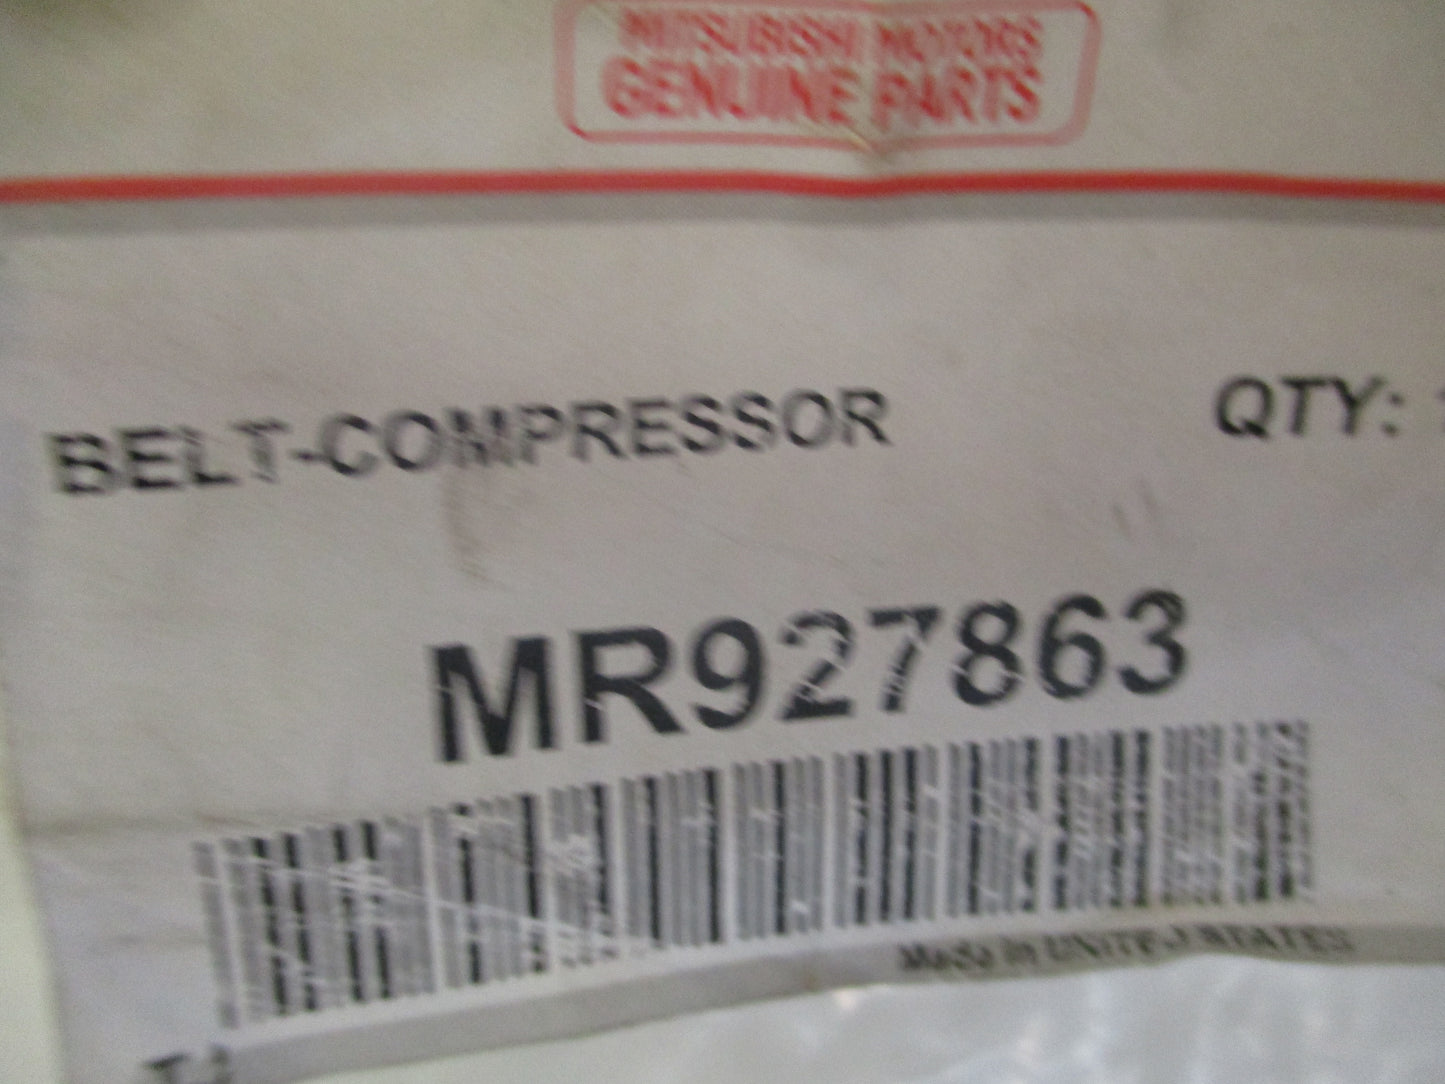 MITSUBISHI MOTORS
GENUINE PARTS
BELT-COMPRESSOR
QTY:
MR927863
Made in UNITED STATES